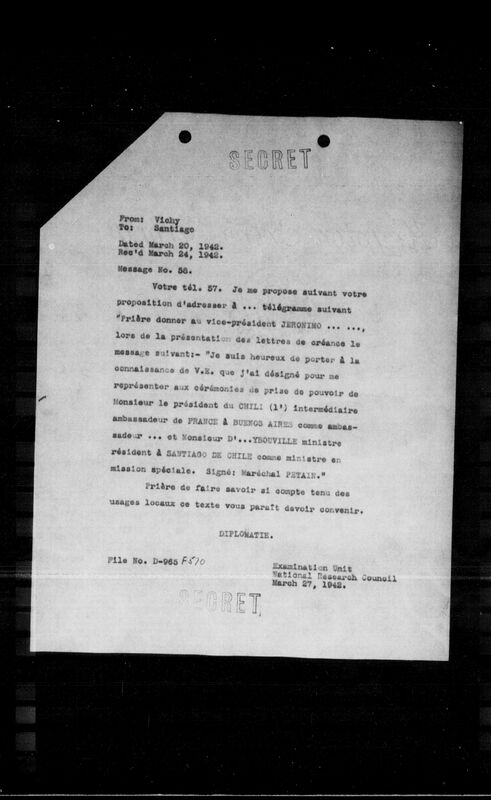 SECRET
From: Vichy
To: Santiago
Dated March 20, 1942.
Rec'd March 24, 1942.
Message No. 58.
Votre tél. 57. Je me propose suivant votre
proposition d'adresser à ... télégramme suivant
"Prière donner au vice-président JERONIMO ... ...,
lors de la présentation des lettres de créance le
message suivant:- "Je suis heureux de porter à la
connaissance de V.E. que j'ai désigné pour me
représenter aux cérémonies de prise de pouvoir de
Monsieur le président du CHILI (l') intermédiaire
ambassadeur de FRANCE à BUENOS AIRES comme ambas-
sadeur ... et Monsieur D'...YBOUVILLE ministre
résident à SANTIAGO DE CHILE comme ministre en
mission spéciale. Signé: Maréchal PETAIN."
Prière de faire savoir si compte tenu des
usages locaux ce texte vous paraît devoir convenir.
DIPLOMATIE.
File No. D-965 F510
Examination Unit
National Research Council
March 27, 1942.
SECRET